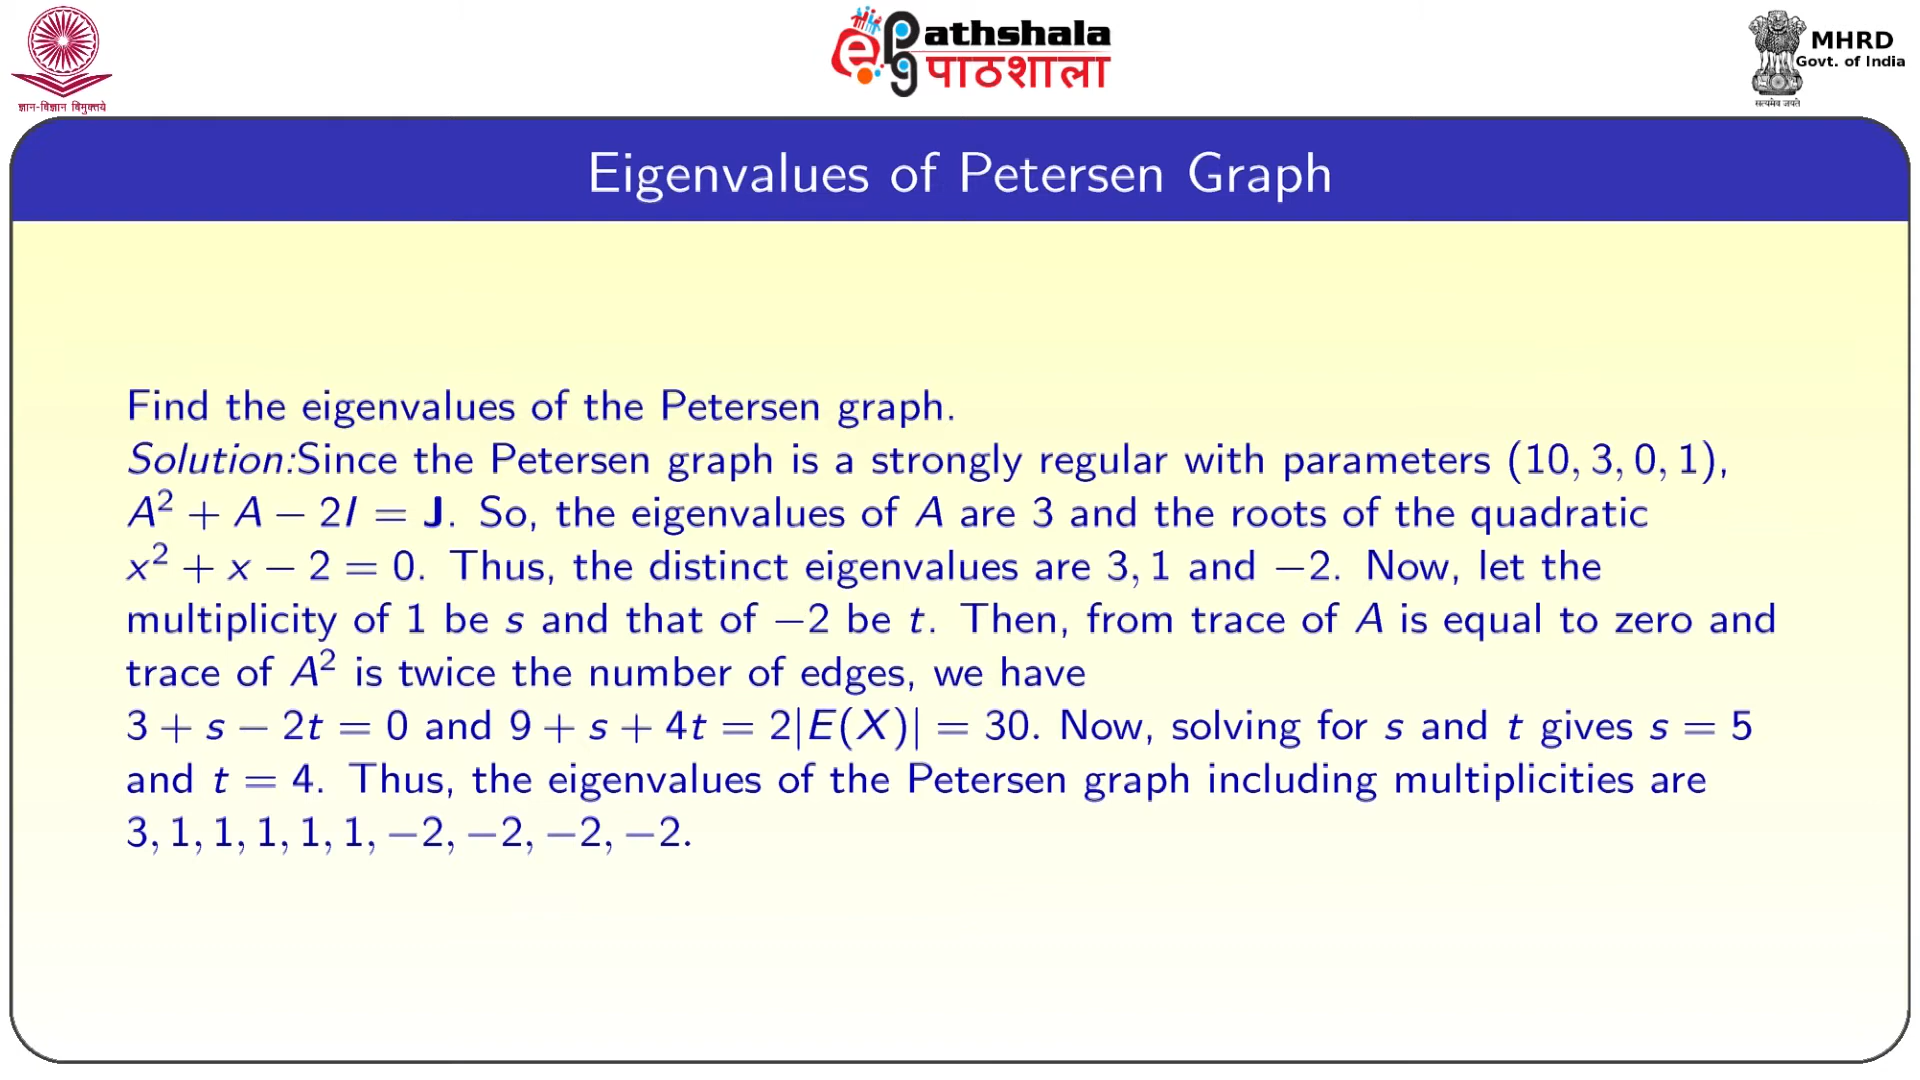 ज्ञान-विज्ञान विमुक्तये
ePathshala
पाठशाला
MHRD
Govt. of India
सत्यमेव जयते
Eigenvalues of Petersen Graph
Find the eigenvalues of the Petersen graph.
Solution:Since the Petersen graph is a strongly regular with parameters (10, 3, 0, 1),
A² + A − 2I = J. So, the eigenvalues of A are 3 and the roots of the quadratic
x² + x − 2 = 0. Thus, the distinct eigenvalues are 3, 1 and −2. Now, let the
multiplicity of 1 be s and that of −2 be t. Then, from trace of A is equal to zero and
trace of A² is twice the number of edges, we have
3 + s − 2t = 0 and 9 + s + 4t = 2|E(X)| = 30. Now, solving for s and t gives s = 5
and t = 4. Thus, the eigenvalues of the Petersen graph including multiplicities are
3, 1, 1, 1, 1, 1, −2, −2, −2, −2.